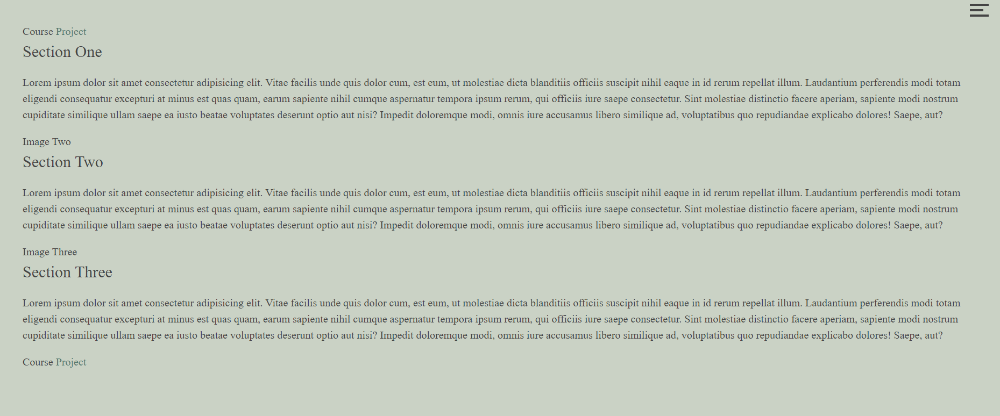 Course Project
Section One
Lorem ipsum dolor sit amet consectetur adipisicing elit. Vitae facilis unde quis dolor cum, est eum, ut molestiae dicta blanditiis officiis suscipit nihil eaque in id rerum repellat illum. Laudantium perferendis modi totam
eligendi consequatur excepturi at minus est quas quam, earum sapiente nihil cumque aspernatur tempora ipsum rerum, qui officiis iure saepe consectetur. Sint molestiae distinctio facere aperiam, sapiente modi nostrum
cupiditate similique ullam saepe ea iusto beatae voluptates deserunt optio aut nisi? Impedit doloremque modi, omnis iure accusamus libero similique ad, voluptatibus quo repudiandae explicabo dolores! Saepe, aut?
Image Two
Section Two
Lorem ipsum dolor sit amet consectetur adipisicing elit. Vitae facilis unde quis dolor cum, est eum, ut molestiae dicta blanditiis officiis suscipit nihil eaque in id rerum repellat illum. Laudantium perferendis modi totam
eligendi consequatur excepturi at minus est quas quam, earum sapiente nihil cumque aspernatur tempora ipsum rerum, qui officiis iure saepe consectetur. Sint molestiae distinctio facere aperiam, sapiente modi nostrum
cupiditate similique ullam saepe ea iusto beatae voluptates deserunt optio aut nisi? Impedit doloremque modi, omnis iure accusamus libero similique ad, voluptatibus quo repudiandae explicabo dolores! Saepe, aut?
Image Three
Section Three
Lorem ipsum dolor sit amet consectetur adipisicing elit. Vitae facilis unde quis dolor cum, est eum, ut molestiae dicta blanditiis officiis suscipit nihil eaque in id rerum repellat illum. Laudantium perferendis modi totam
eligendi consequatur excepturi at minus est quas quam, earum sapiente nihil cumque aspernatur tempora ipsum rerum, qui officiis iure saepe consectetur. Sint molestiae distinctio facere aperiam, sapiente modi nostrum
cupiditate similique ullam saepe ea iusto beatae voluptates deserunt optio aut nisi? Impedit doloremque modi, omnis iure accusamus libero similique ad, voluptatibus quo repudiandae explicabo dolores! Saepe, aut?
Course Project